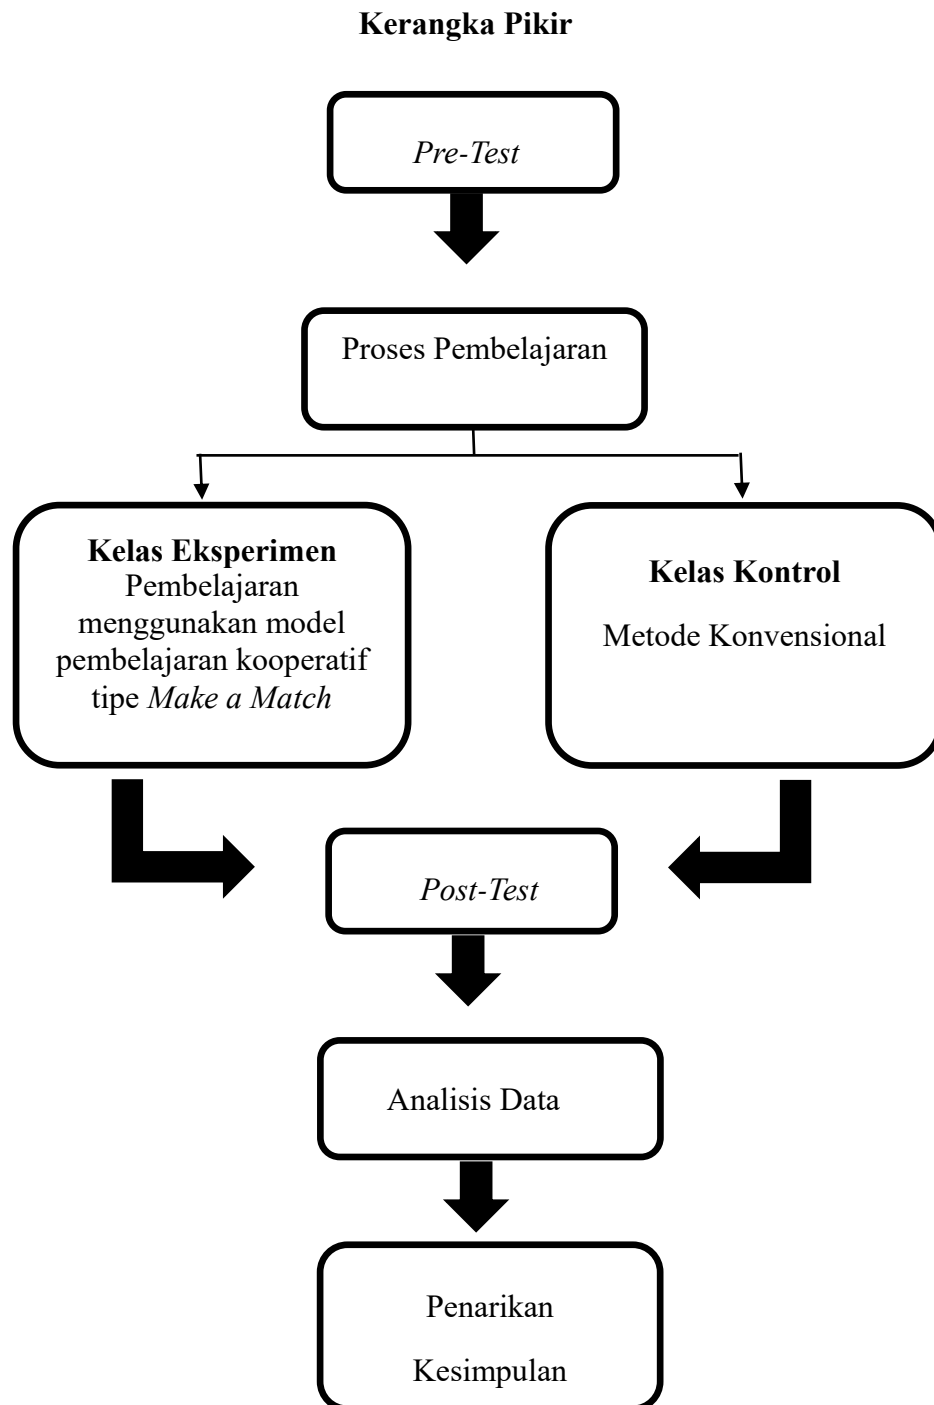 Kerangka Pikir
Pre-Test
Proses Pembelajaran
Kelas Eksperimen
Pembelajaran
menggunakan model
pembelajaran kooperatif
tipe Make a Match
Kelas Kontrol
Metode Konvensional
Post-Test
Analisis Data
Penarikan
Kesimpulan